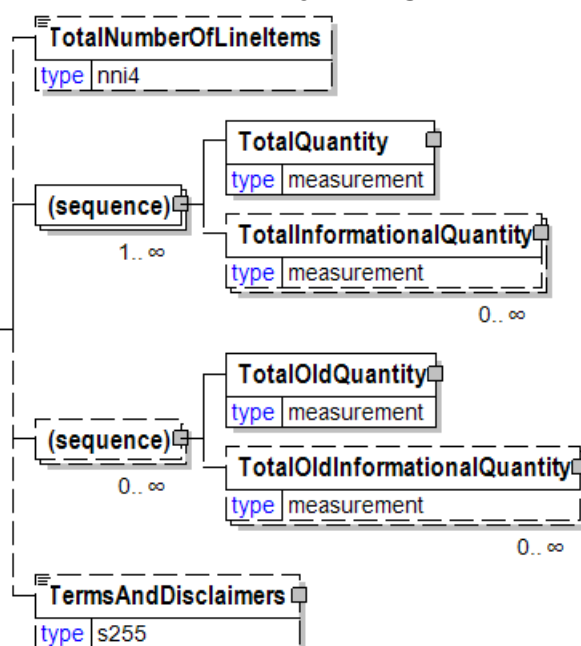 TotalNumberOfLineItems
type nni4
TotalQuantity
type measurement
(sequence)
1.. ∞
TotalInformationalQuantity
type measurement
0.. ∞
TotalOldQuantity
type measurement
(sequence)
0.. ∞
TotalOldInformationalQuantity
type measurement
0.. ∞
TermsAndDisclaimers
type s255